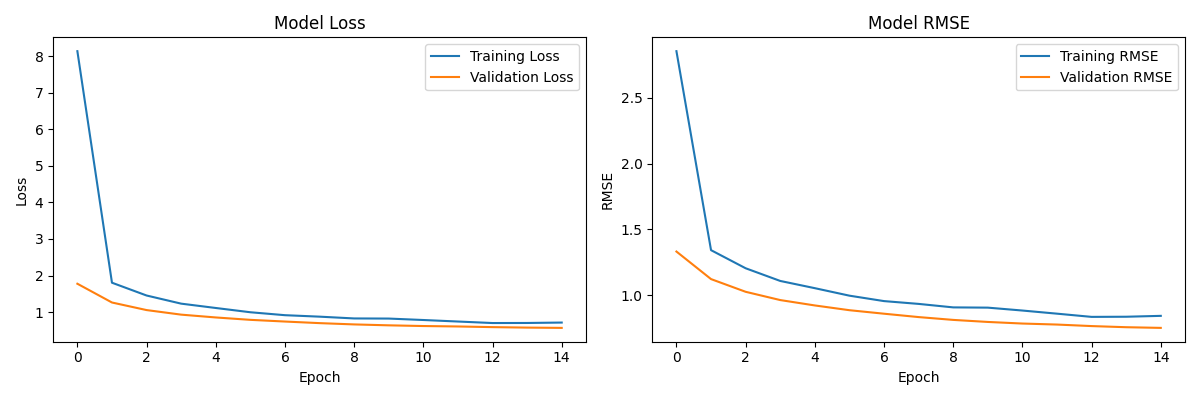 Model Loss
8
7
6
5
4
3
2
1
Loss
Training Loss
Validation Loss
0 2 4 6 8 10 12 14
Epoch
Model RMSE
2.5
2.0
1.5
1.0
RMSE
Training RMSE
Validation RMSE
0 2 4 6 8 10 12 14
Epoch